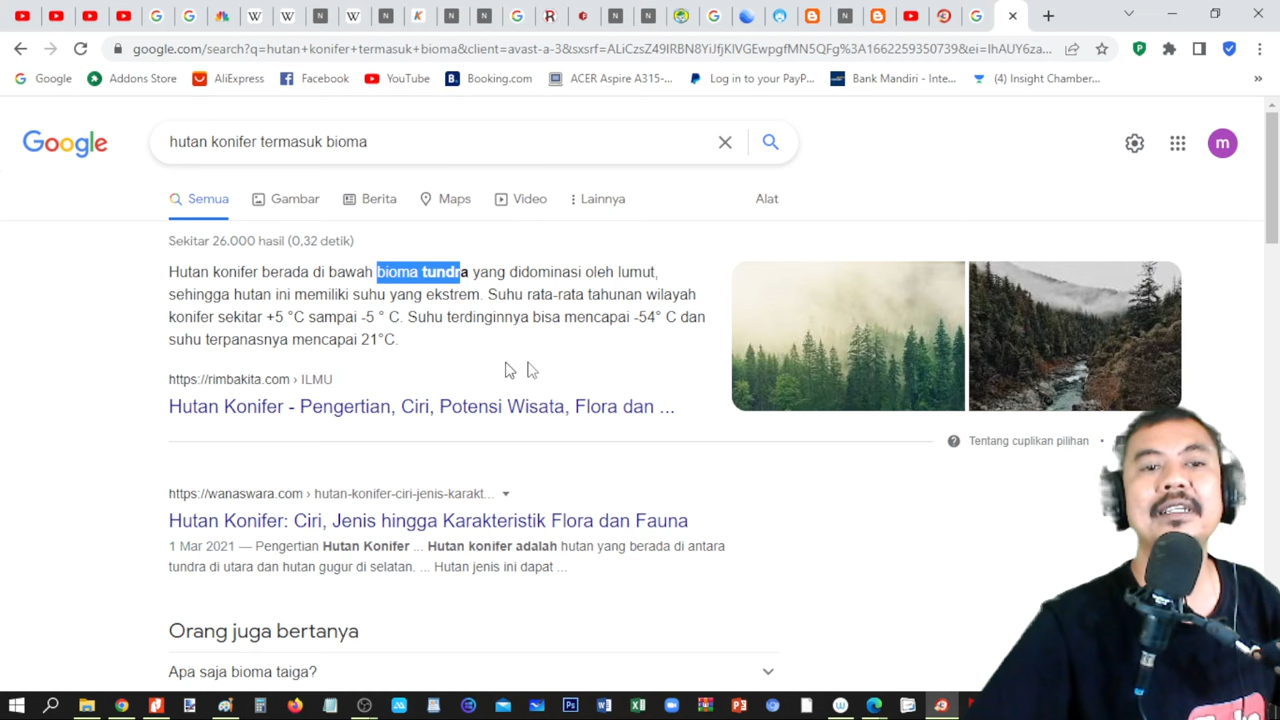 google.com/search?q=hutan+konifer+termasuk+bioma&client=avast-a-3&sxsrf=ALiCzsZ49IRBN8YiJfjKlVGEwpgfMN5QFg%3A1662259350739&ei=IhAUY6za...
Google
Addons Store
AliExpress
Facebook
YouTube
Booking.com
ACER Aspire A315-...
Log in to your PayP...
Bank Mandiri - Inte...
(4) Insight Chamber...
Google
hutan konifer termasuk bioma
m
Semua
Gambar
Berita
Maps
Video
Lainnya
Alat
Sekitar 26.000 hasil (0,32 detik)
Hutan konifer berada di bawah bioma tundra yang didominasi oleh lumut,
sehingga hutan ini memiliki suhu yang ekstrem. Suhu rata-rata tahunan wilayah
konifer sekitar +5 °C sampai -5 ° C. Suhu terdinginnya bisa mencapai -54° C dan
suhu terpanasnya mencapai 21°C.
https://rimbakita.com › ILMU
Hutan Konifer - Pengertian, Ciri, Potensi Wisata, Flora dan ...
Tentang cuplikan pilihan
https://wanaswara.com › hutan-konifer-ciri-jenis-karakt...
Hutan Konifer: Ciri, Jenis hingga Karakteristik Flora dan Fauna
1 Mar 2021 — Pengertian Hutan Konifer ... Hutan konifer adalah hutan yang berada di antara
tundra di utara dan hutan gugur di selatan. ... Hutan jenis ini dapat ...
Orang juga bertanya
Apa saja bioma taiga?